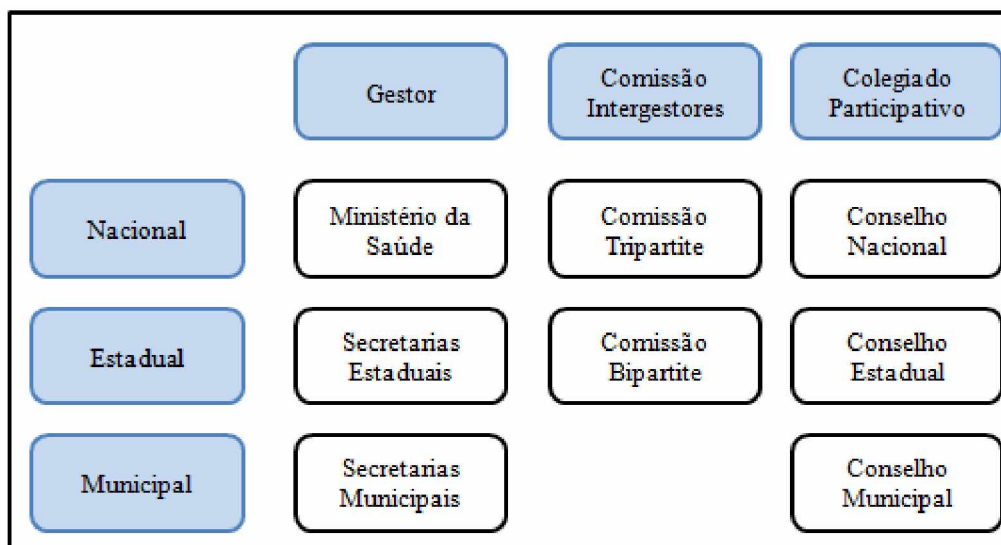 Gestor
Comissão
Intergestores
Colegiado
Participativo
Nacional
Ministério da
Saúde
Comissão
Tripartite
Conselho
Nacional
Estadual
Secretarias
Estaduais
Comissão
Bipartite
Conselho
Estadual
Municipal
Secretarias
Municipais
Conselho
Municipal